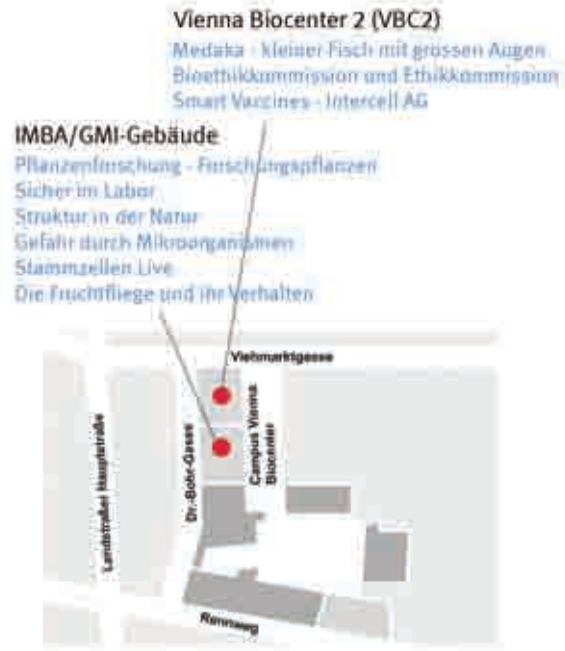 Vienna Biocenter 2 (VBC2)
Medaka - kleiner Fisch mit grossen Augen
Bioethikkommission und Ethikkommission
Smart Vaccines - Intercell AG
IMBA/GMI-Gebäude
Pflanzenforschung - Forschungspflanzen
Sicher im Labor
Struktur in der Natur
Gefahr durch Mikroorganismen
Stammzellen Live
Die Fruchtfliege und ihr Verhalten
Viehmarktgasse
Landstraßer Hauptstraße
Dr.-Bohr-Gasse
Campus Vienna
Biocenter
Rennweg